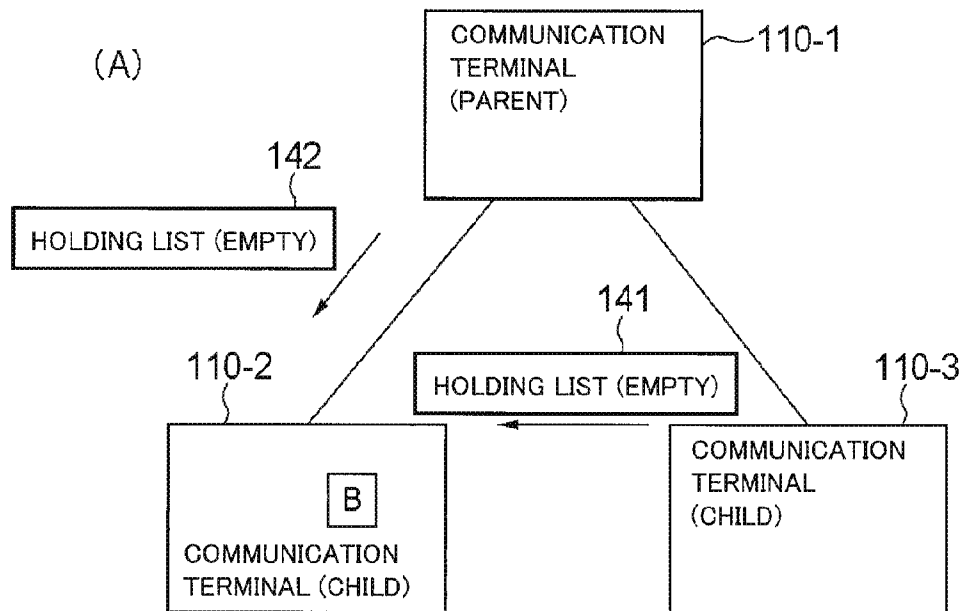 (A)
COMMUNICATION
TERMINAL
(PARENT)
110-1
142
HOLDING LIST (EMPTY)
141
HOLDING LIST (EMPTY)
110-2
110-3
B
COMMUNICATION
TERMINAL (CHILD)
COMMUNICATION
TERMINAL
(CHILD)